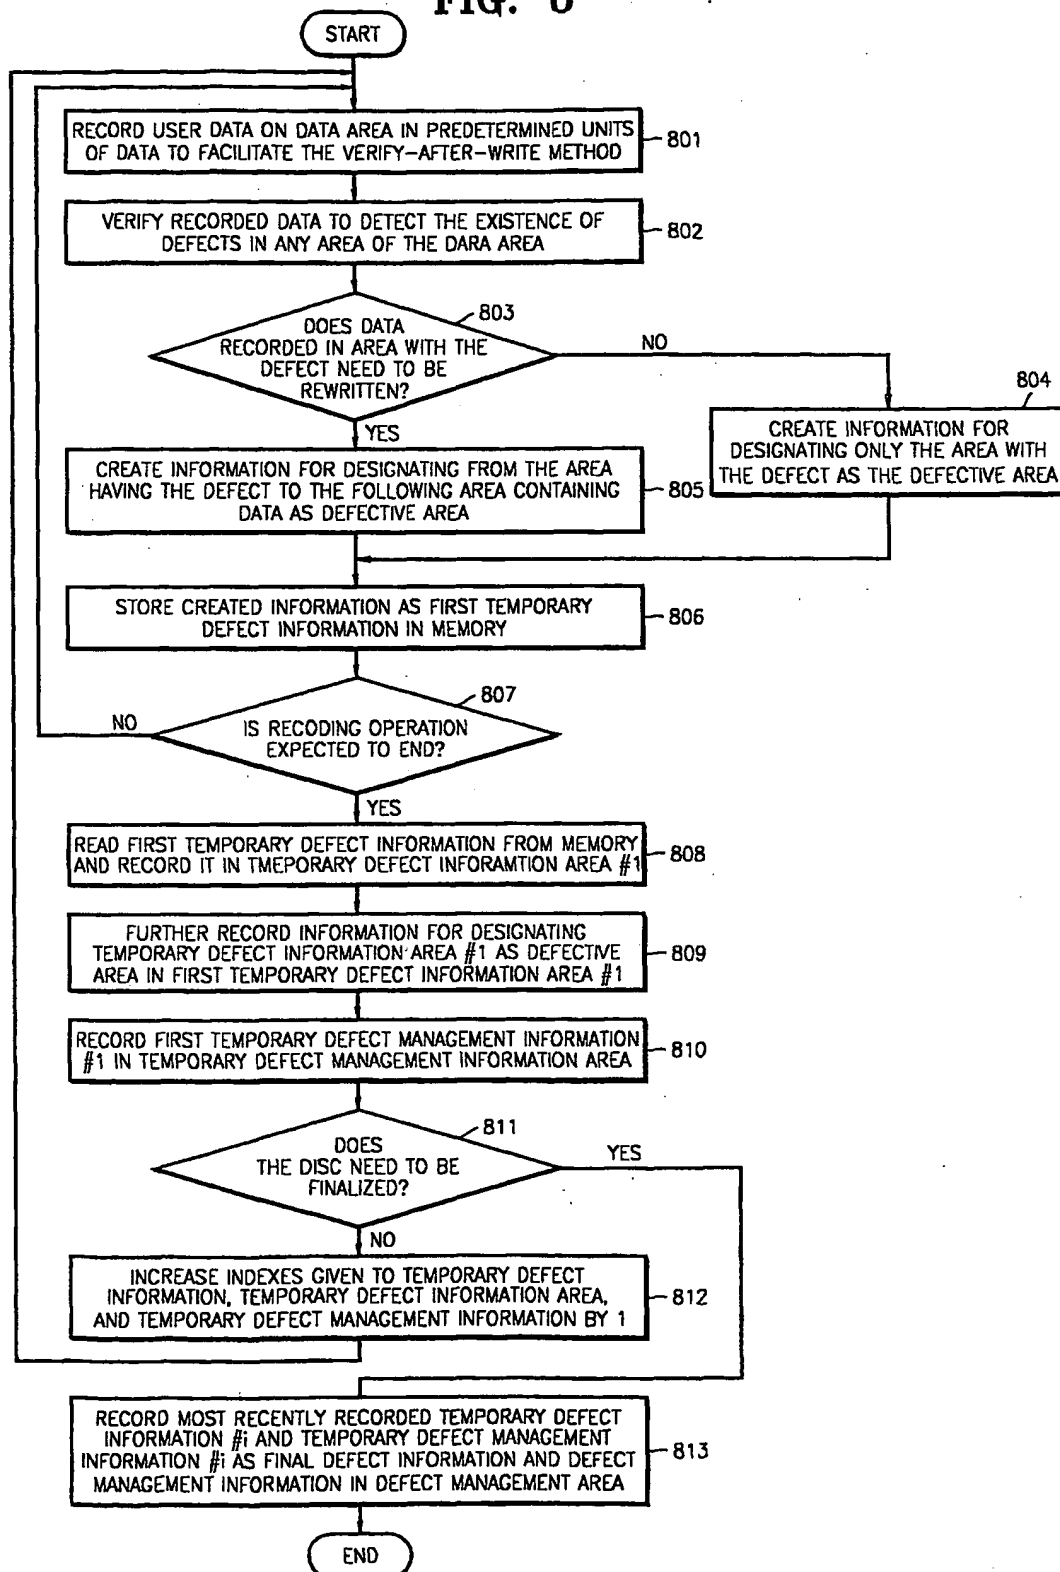 FIG. 8
START
RECORD USER DATA ON DATA AREA IN PREDETERMINED UNITS
OF DATA TO FACILITATE THE VERIFY-AFTER-WRITE METHOD
801
VERIFY RECORDED DATA TO DETECT THE EXISTENCE OF
DEFECTS IN ANY AREA OF THE DARA AREA
802
803
DOES DATA
RECORDED IN AREA WITH THE
DEFECT NEED TO BE
REWRITTEN?
NO
YES
804
CREATE INFORMATION FOR
DESIGNATING ONLY THE AREA WITH
THE DEFECT AS THE DEFECTIVE AREA
CREATE INFORMATION FOR DESIGNATING FROM THE AREA
HAVING THE DEFECT TO THE FOLLOWING AREA CONTAINING
DATA AS DEFECTIVE AREA
805
STORE CREATED INFORMATION AS FIRST TEMPORARY
DEFECT INFORMATION IN MEMORY
806
807
IS RECODING OPERATION
EXPECTED TO END?
NO
YES
READ FIRST TEMPORARY DEFECT INFORMATION FROM MEMORY
AND RECORD IT IN TMEPORARY DEFECT INFORAMTION AREA #1
808
FURTHER RECORD INFORMATION FOR DESIGNATING
TEMPORARY DEFECT INFORMATION AREA #1 AS DEFECTIVE
AREA IN FIRST TEMPORARY DEFECT INFORMATION AREA #1
809
RECORD FIRST TEMPORARY DEFECT MANAGEMENT INFORMATION
#1 IN TEMPORARY DEFECT MANAGEMENT INFORMATION AREA
810
811
DOES
THE DISC NEED TO BE
FINALIZED?
YES
NO
INCREASE INDEXES GIVEN TO TEMPORARY DEFECT
INFORMATION, TEMPORARY DEFECT INFORMATION AREA,
AND TEMPORARY DEFECT MANAGEMENT INFORMATION BY 1
812
RECORD MOST RECENTLY RECORDED TEMPORARY DEFECT
INFORMATION #i AND TEMPORARY DEFECT MANAGEMENT
INFORMATION #i AS FINAL DEFECT INFORMATION AND DEFECT
MANAGEMENT INFORMATION IN DEFECT MANAGEMENT AREA
813
END